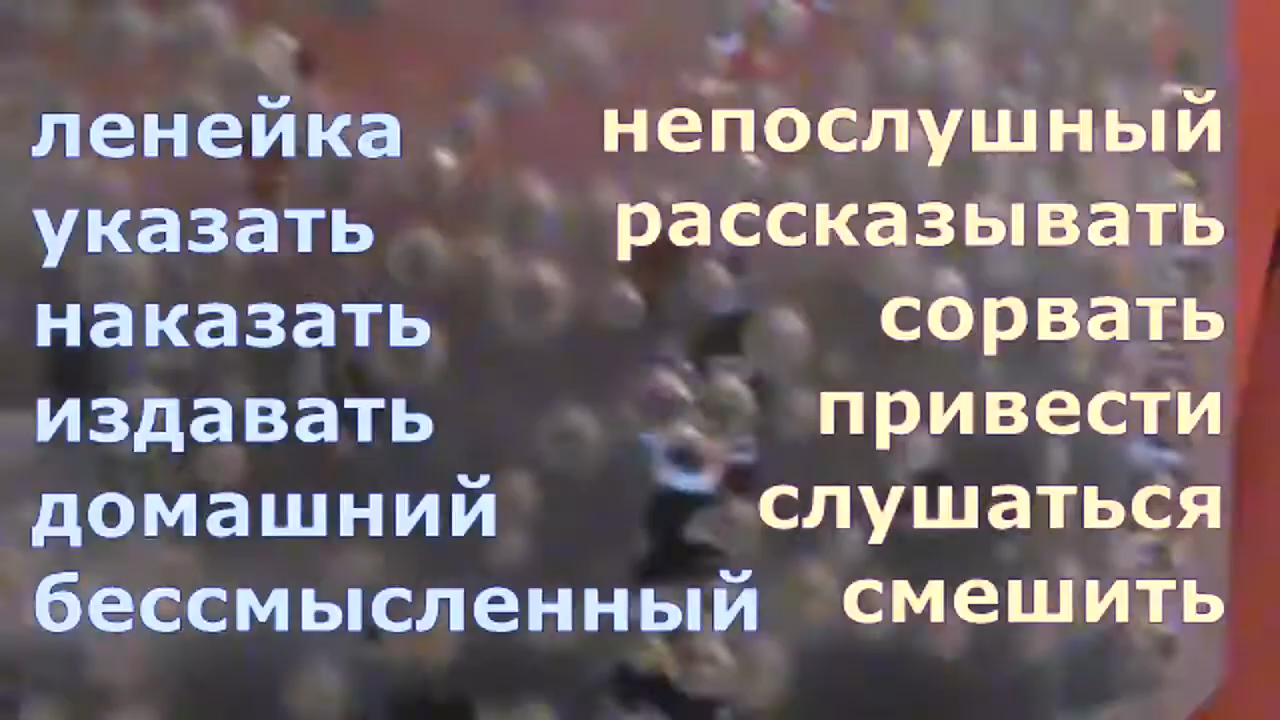 ленейка
указать
наказать
издавать
домашний
бессмысленный
непослушный
рассказывать
сорвать
привести
слушаться
смешить